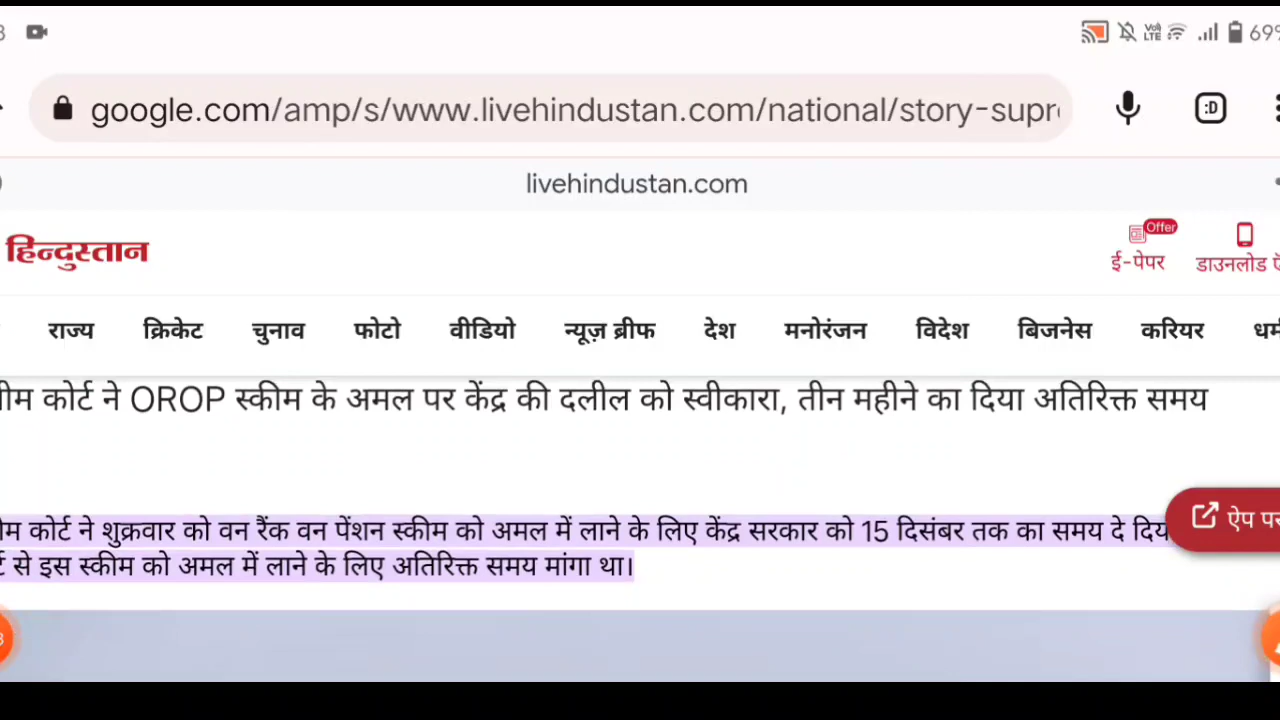 69%
google.com/amp/s/www.livehindustan.com/national/story-supr
:D
livehindustan.com
हिन्दुस्तान
Offer
ई-पेपर
डाउनलोड
राज्य क्रिकेट चुनाव फोटो वीडियो न्यूज़ ब्रीफ देश मनोरंजन विदेश बिजनेस करियर धर्म
कोर्ट ने OROP स्कीम के अमल पर केंद्र की दलील को स्वीकारा, तीन महीने का दिया अतिरिक्त समय
कोर्ट ने शुक्रवार को वन रैंक वन पेंशन स्कीम को अमल में लाने के लिए केंद्र सरकार को 15 दिसंबर तक का समय दे दिय
से इस स्कीम को अमल में लाने के लिए अतिरिक्त समय मांगा था।
ऐप पर